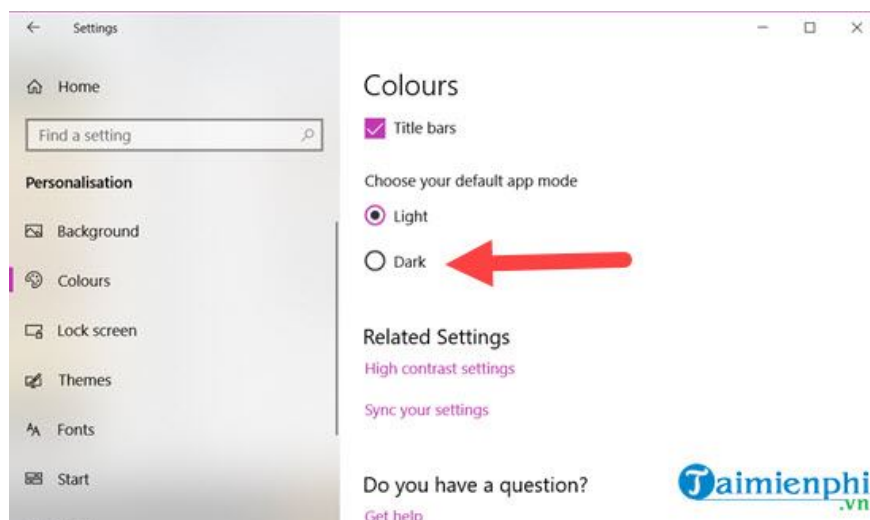 Settings
Home
Find a setting
Personalisation
Background
Colours
Lock screen
Themes
Fonts
Start
Colours
Title bars
Choose your default app mode
Light
Dark
Related Settings
High contrast settings
Sync your settings
Do you have a question?
Get help
Taimienphi
.vn